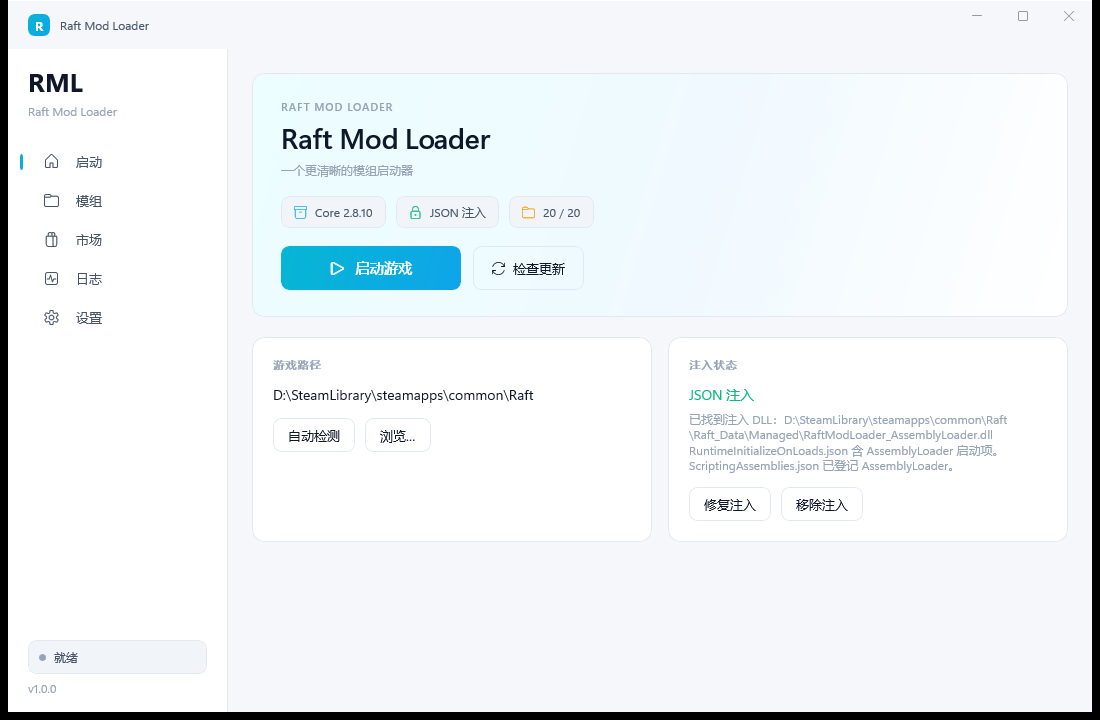 R Raft Mod Loader
RML
Raft Mod Loader
启动
模组
市场
日志
设置
就绪
v1.0.0
RAFT MOD LOADER
Raft Mod Loader
一个更清晰的模组启动器
Core 2.8.10
JSON 注入
20 / 20
启动游戏
检查更新
游戏路径
D:\SteamLibrary\steamapps\common\Raft
自动检测
浏览...
注入状态
JSON 注入
已找到注入 DLL：D:\SteamLibrary\steamapps\common\Raft
\Raft_Data\Managed\RaftModLoader_AssemblyLoader.dll
RuntimeInitializeOnLoads.json 含 AssemblyLoader 启动项。
ScriptingAssemblies.json 已登记 AssemblyLoader。
修复注入
移除注入